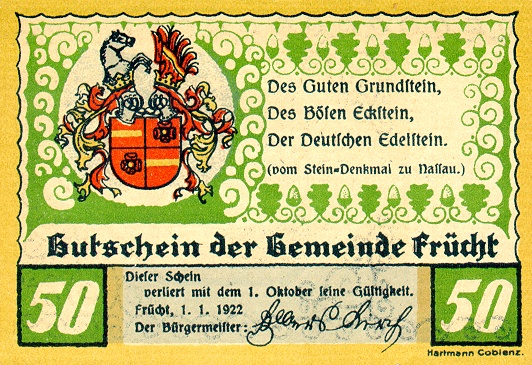 Des Guten Grundstein,
Des Bösen Eckstein,
Der Deutschen Edelstein.
(vom Stein=Denkmal zu Nassau.)
Gutschein der Gemeinde Frücht
50
Dieser Schein
verliert mit dem 1. Oktober seine Gültigkeit.
Frücht, 1. 1. 1922
Der Bürgermeister:
50
Hartmann Coblenz.